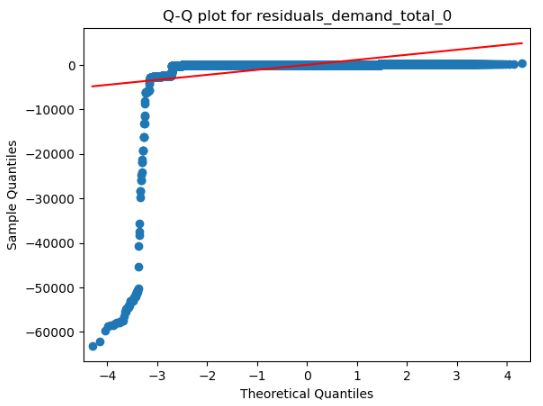 Q-Q plot for residuals_demand_total_0
0
−10000
−20000
−30000
−40000
−50000
−60000
Sample Quantiles
−4 −3 −2 −1 0 1 2 3 4
Theoretical Quantiles